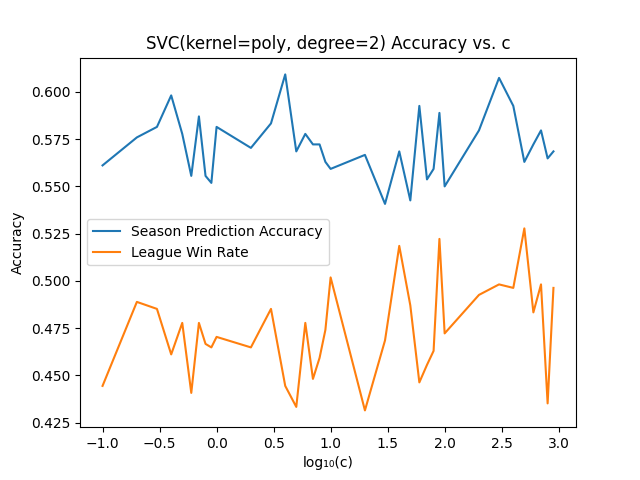 SVC(kernel=poly, degree=2) Accuracy vs. c
0.600
0.575
0.550
0.525
0.500
0.475
0.450
0.425
Accuracy
Season Prediction Accuracy
League Win Rate
−1.0 −0.5 0.0 0.5 1.0 1.5 2.0 2.5 3.0
log₁₀(c)